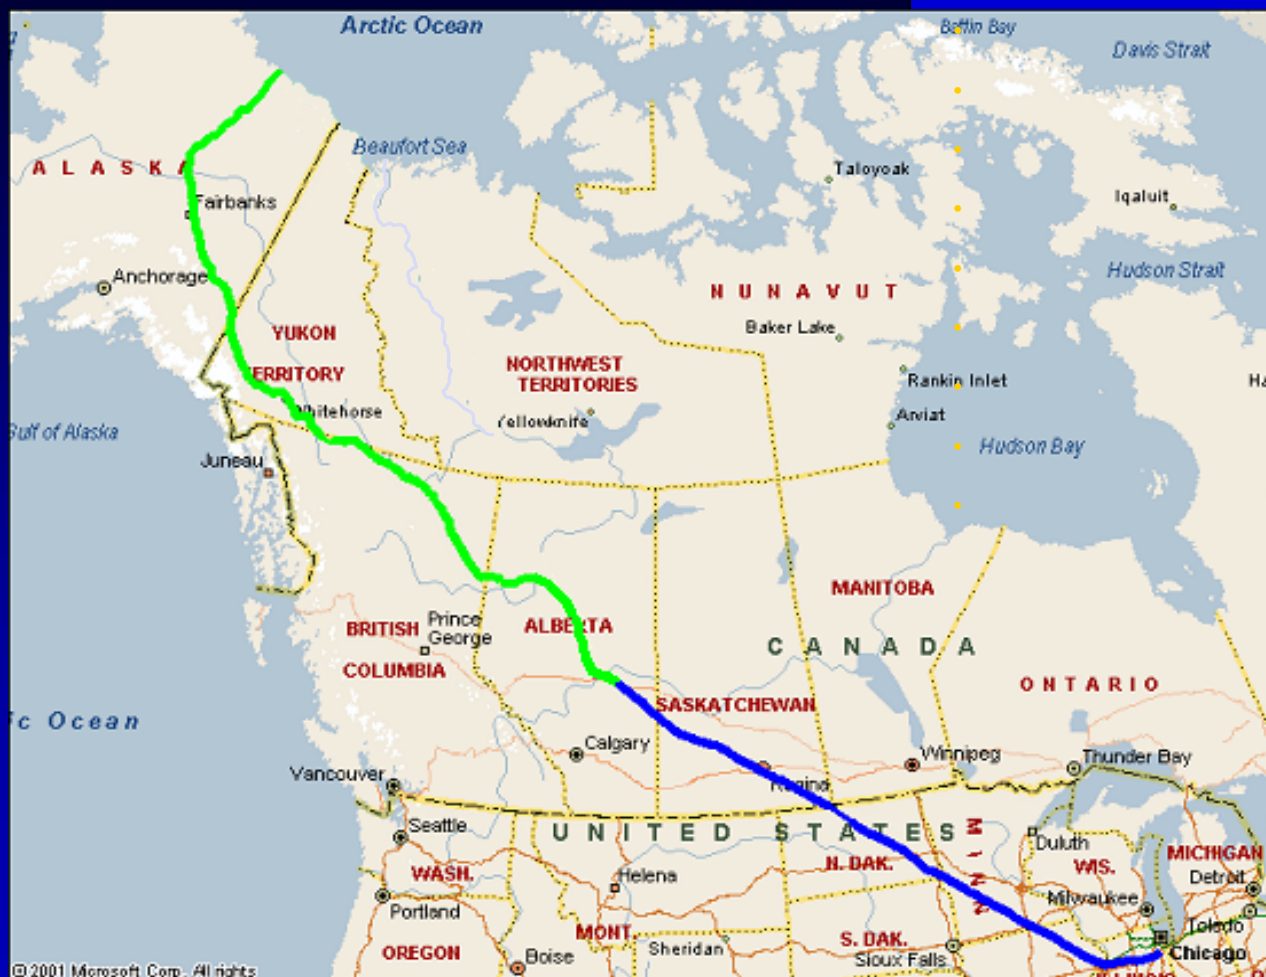 Arctic Ocean
Baffin Bay
Davis Strait
Beaufort Sea
ALASKA
Taloyoak
Iqaluit
Fairbanks
Anchorage
Hudson Strait
NUNAVUT
Baker Lake
YUKON
TERRITORY
NORTHWEST
TERRITORIES
Rankin Inlet
Whitehorse
Yellowknife
Arviat
Gulf of Alaska
Hudson Bay
Juneau
MANITOBA
BRITISH
COLUMBIA
Prince
George
ALBERTA
CANADA
ONTARIO
SASKATCHEWAN
ic Ocean
Calgary
Winnipeg
Thunder Bay
Vancouver
Regina
Seattle
UNITED STATES
MINN
Duluth
WASH.
Helena
N. DAK.
WIS.
MICHIGAN
Detroit
Milwaukee
Portland
Toledo
OREGON
MONT.
Sheridan
S. DAK.
Sioux Falls
Chicago
Boise
ILLINOIS
© 2001 Microsoft Corp. All rights